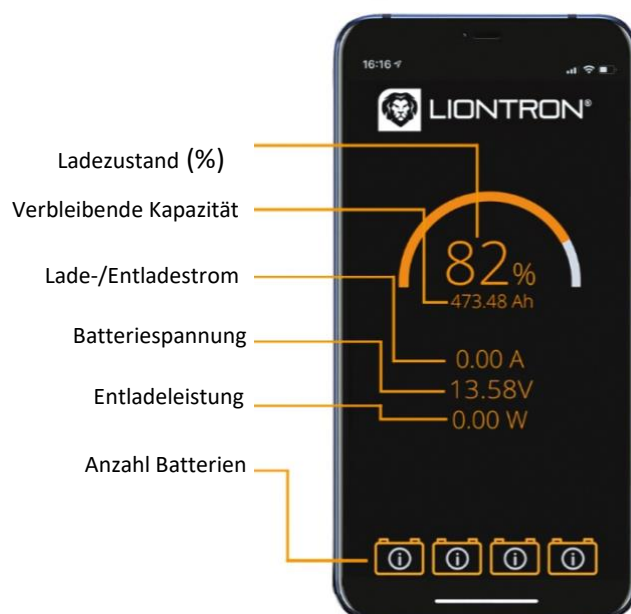 16:16
LIONTRON®
Ladezustand (%)
Verbleibende Kapazität
82%
Lade-/Entladestrom
473.48 Ah
Batteriespannung
0.00 A
13.58V
Entladeleistung
0.00 W
Anzahl Batterien